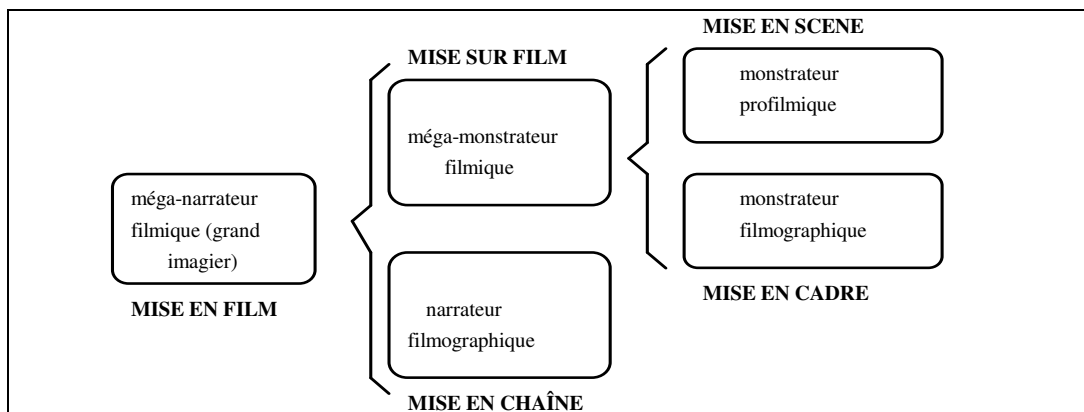 MISE EN SCENE
MISE SUR FILM
monstrateur
profilmique
méga-monstrateur
filmique
méga-narrateur
filmique (grand
imagier)
MISE EN FILM
monstrateur
filmographique
MISE EN CADRE
narrateur
filmographique
MISE EN CHAÎNE